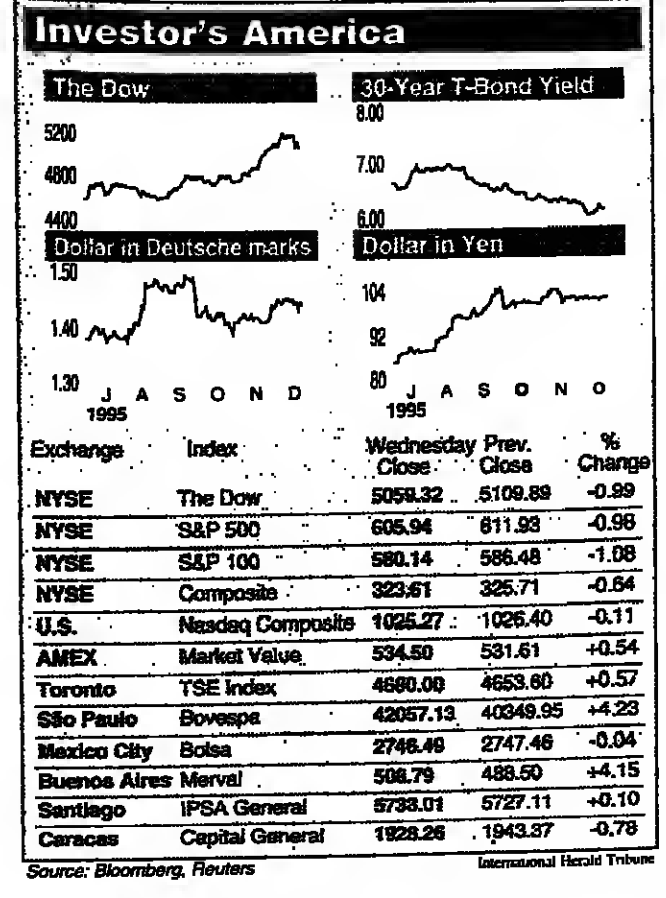 Investor's America
The Dow
5200
4800
4400
30-Year T-Bond Yield
8.00
7.00
6.00
Dollar in Deutsche marks
1.50
1.40
1.30
J A S O N D
1995
Dollar in Yen
104
92
80
J A S O N D
1995
Exchange Index Wednesday Close Prev. Close % Change
NYSE The Dow 5059.32 5109.89 -0.99
NYSE S&P 500 605.94 611.93 -0.98
NYSE S&P 100 580.14 586.48 -1.08
NYSE Composite 323.61 325.71 -0.64
U.S. Nasdaq Composite 1025.27 1026.40 -0.11
AMEX Market Value 534.50 531.61 +0.54
Toronto TSE Index 4680.00 4653.60 +0.57
São Paulo Bovespa 42057.13 40349.95 +4.23
Mexico City Bolsa 2746.49 2747.46 -0.04
Buenos Aires Merval 508.79 488.50 +4.15
Santiago IPSA General 5733.01 5727.11 +0.10
Caracas Capital General 1928.26 1943.37 -0.78
Source: Bloomberg, Reuters
International Herald Tribune